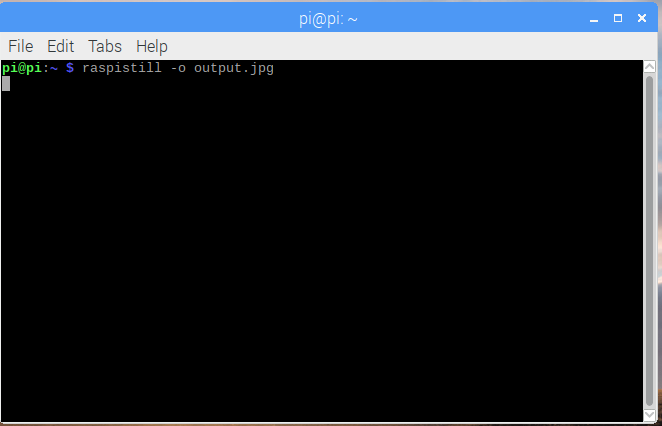 pi@pi: ~
File Edit Tabs Help
pi@pi:~ $ raspistill -o output.jpg